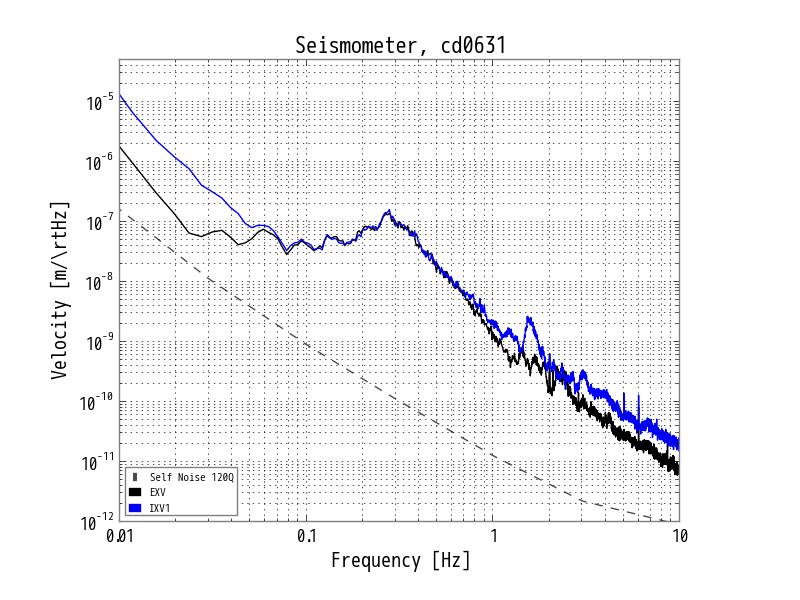 Seismometer, cd0631
Velocity [m/\rtHz]
10^-5
10^-6
10^-7
10^-8
10^-9
10^-10
10^-11
10^-12
Self Noise 120Q
EXV
IXV1
0.01 0.1 1 10
Frequency [Hz]